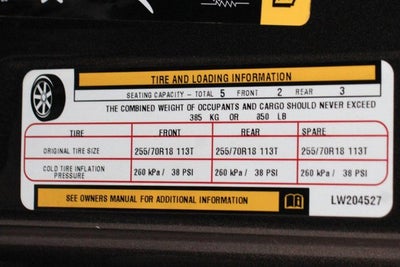 TIRE AND LOADING INFORMATION
SEATING CAPACITY - TOTAL 5 FRONT 2 REAR 3
THE COMBINED WEIGHT OF OCCUPANTS AND CARGO SHOULD NEVER EXCEED
385 KG OR 850 LB
TIRE FRONT REAR SPARE
ORIGINAL TIRE SIZE 255/70R18 113T 255/70R18 113T 255/70R18 113T
COLD TIRE INFLATION
PRESSURE 260 kPa / 38 PSI 260 kPa / 38 PSI 260 kPa / 38 PSI
SEE OWNERS MANUAL FOR ADDITIONAL INFORMATION LW204527